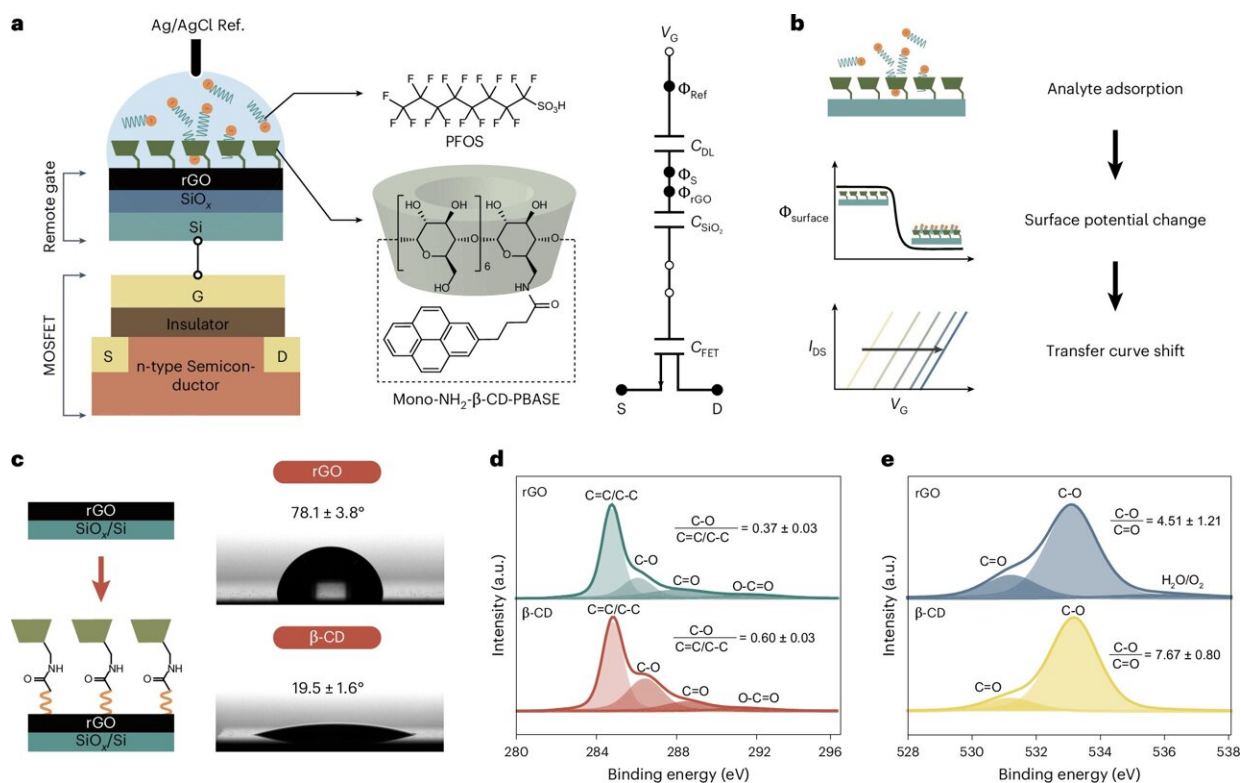 a
Ag/AgCl Ref.
Remote gate
rGO
SiOx
Si
MOSFET
G
Insulator
S
D
n-type Semicon-
ductor
F F F F F F F F
F
F
SO3H
F F F F F F F F
PFOS
HO OH HO OH
O O O O
O O
6
HO HN
O
Mono-NH2-β-CD-PBASE
VG
ΦRef
CDL
ΦS
ΦrGO
CSiO2
CFET
S D
b
Analyte adsorption
Φsurface
Surface potential change
IDS
VG
Transfer curve shift
c
rGO
SiOx/Si
NH NH NH
O O O
rGO
SiOx/Si
rGO
78.1 ± 3.8°
β-CD
19.5 ± 1.6°
d
Intensity (a.u.)
rGO
C=C/C-C
C-O
C=O
O-C=O
C-O
C=C/C-C = 0.37 ± 0.03
β-CD
C=C/C-C
C-O
C=O
O-C=O
C-O
C=C/C-C = 0.60 ± 0.03
280 284 288 292 296
Binding energy (eV)
e
Intensity (a.u.)
rGO
C-O
C=O
H2O/O2
C-O
C=O = 4.51 ± 1.21
β-CD
C-O
C=O
C-O
C=O = 7.67 ± 0.80
528 530 532 534 536 538
Binding energy (eV)